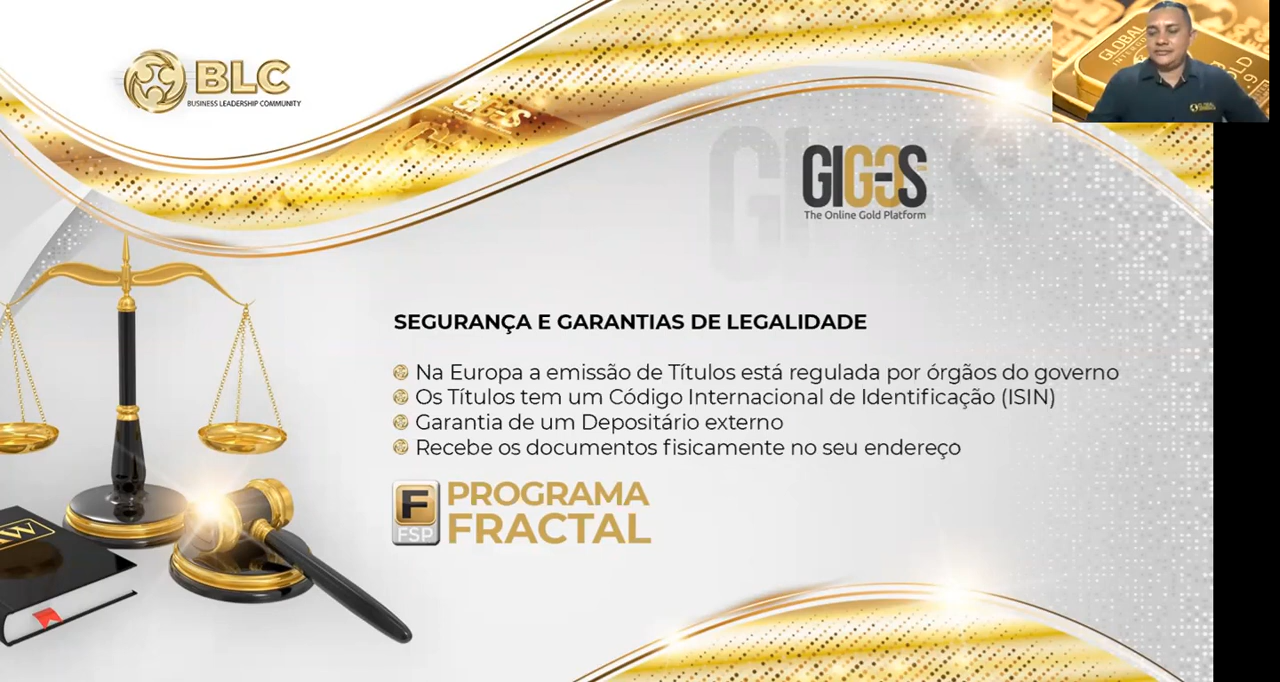 BLC
BUSINESS LEADERSHIP COMMUNITY
GLOBAL
GIGOS
The Online Gold Platform
SEGURANÇA E GARANTIAS DE LEGALIDADE
Na Europa a emissão de Títulos está regulada por órgãos do governo
Os Títulos tem um Código Internacional de Identificação (ISIN)
Garantia de um Depositário externo
Recebe os documentos fisicamente no seu endereço
F
FSP
PROGRAMA
FRACTAL